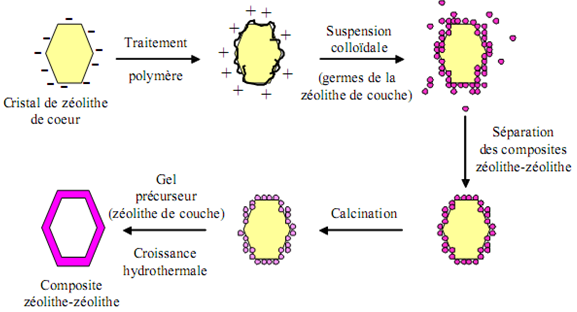 Cristal de zéolithe
de coeur
Traitement
polymère
Suspension
colloïdale
(germes de la
zéolithe de couche)
Séparation
des composites
zéolithe-zéolithe
Calcination
Gel
précurseur
(zéolithe de couche)
Croissance
hydrothermale
Composite
zéolithe-zéolithe